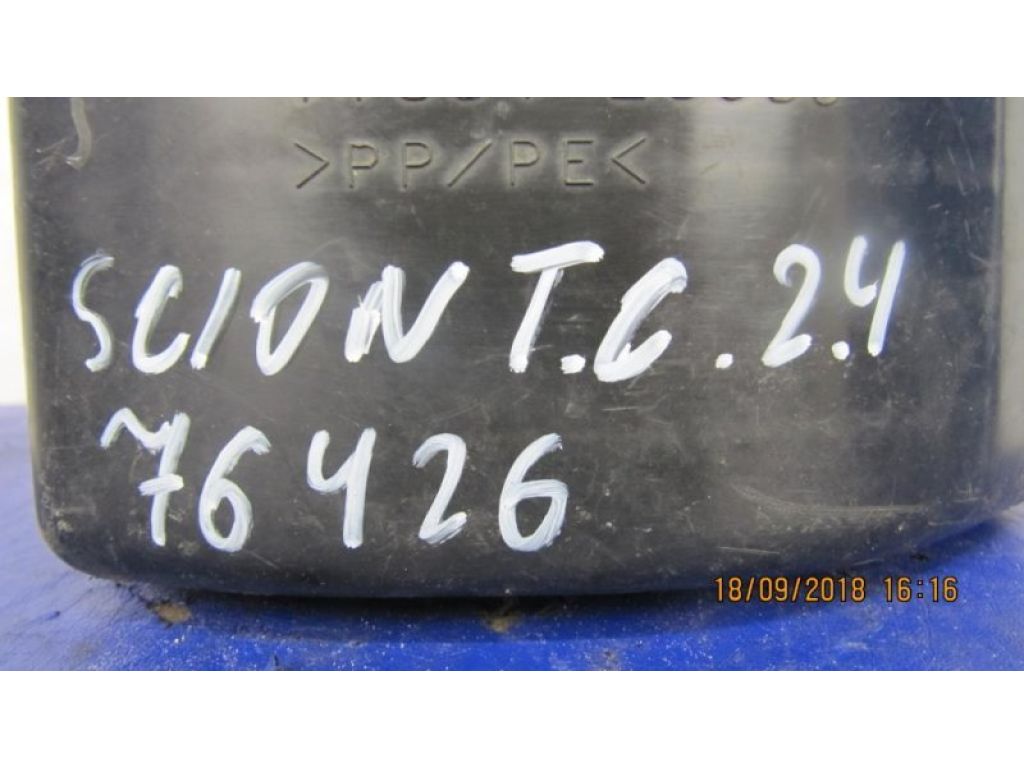 >PP/PE<
SCION T.C. 2.4
76426
18/09/2018 16:16